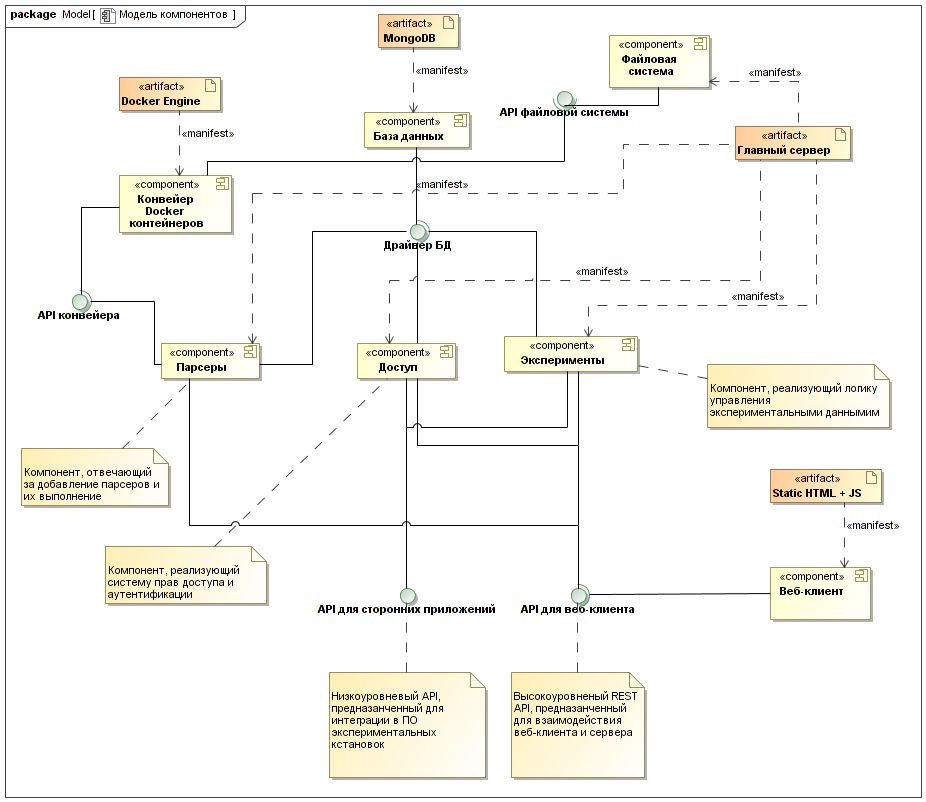 package Model[ Модель компонентов ]
«artifact»
MongoDB
«manifest»
«component»
Файловая
система
«manifest»
«artifact»
Docker Engine
«manifest»
API файловой системы
«component»
База данных
«artifact»
Главный сервер
«component»
Конвейер
Docker
контейнеров
«manifest»
Драйвер БД
«manifest»
«manifest»
API конвейера
«component»
Парсеры
«component»
Доступ
«component»
Эксперименты
Компонент, реализующий логику
управления
экспериментальными даннымим
Компонент, отвечающий
за добавление парсеров и
их выполнение
«artifact»
Static HTML + JS
«manifest»
Компонент, реализующий
систему прав доступа и
аутентификации
«component»
Веб-клиент
API для сторонних приложений
API для веб-клиента
Низкоуровневый API,
предназанченный для
интеграции в ПО
экспериментальных
кстановок
Высокоуровненый REST
API, предназанченный
для взаимодействия
веб-клиента и сервера